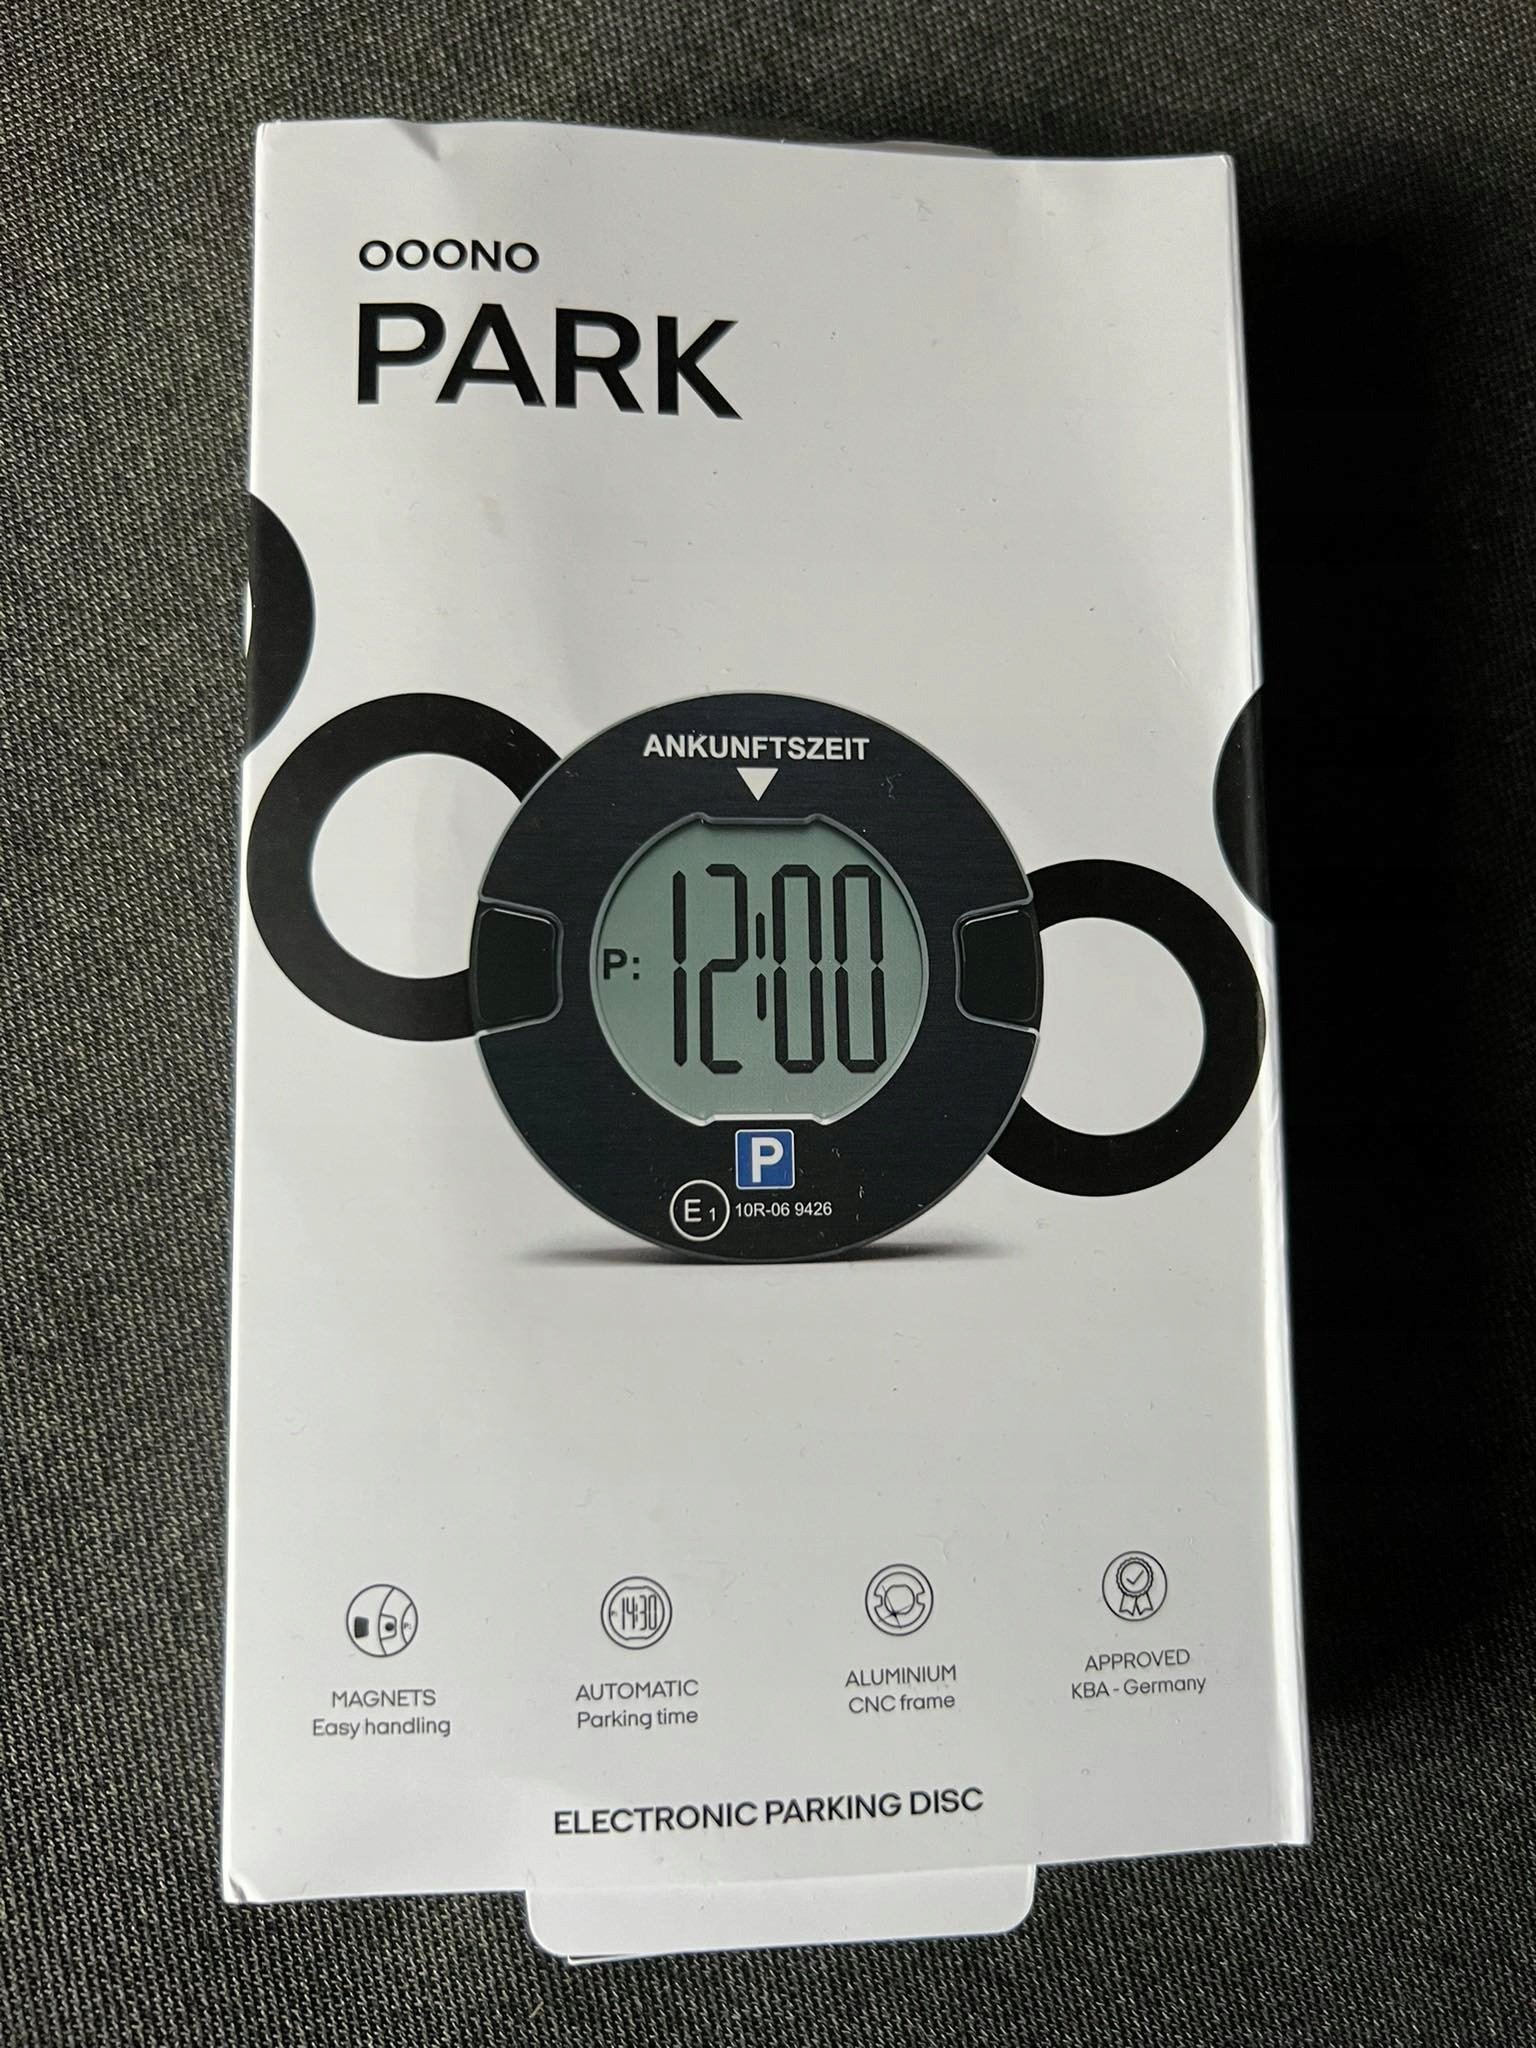 OOONO
PARK
ANKUNFTSZEIT
P: 12:00
P
E1 10R-06 9426
14:30
MAGNETS
Easy handling
AUTOMATIC
Parking time
ALUMINIUM
CNC frame
APPROVED
KBA - Germany
ELECTRONIC PARKING DISC